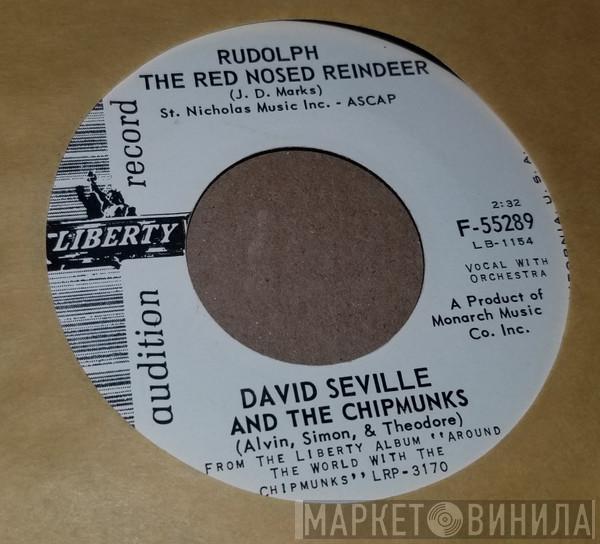 RUDOLPH
THE RED NOSED REINDEER
(J. D. Marks)
St. Nicholas Music Inc. - ASCAP
audition record
LIBERTY
2:32
F-55289
LB-1154
VOCAL WITH
ORCHESTRA
A Product of
Monarch Music
Co. Inc.
U. S. A.
DAVID SEVILLE
AND THE CHIPMUNKS
(Alvin, Simon, & Theodore)
FROM THE LIBERTY ALBUM "AROUND
THE WORLD WITH THE
CHIPMUNKS" LRP-3170
МАРКЕТ ВИНИЛА